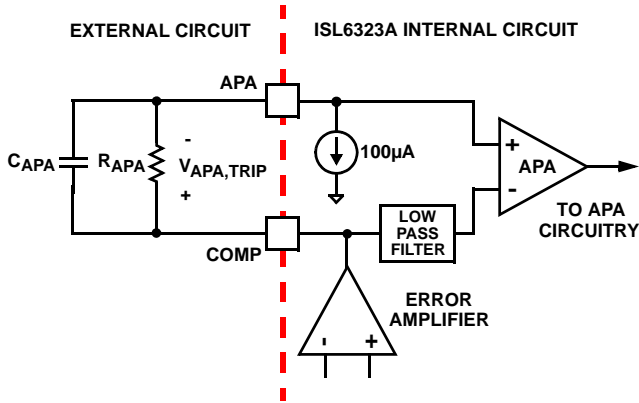 EXTERNAL CIRCUIT
ISL6323A INTERNAL CIRCUIT
APA
100µA
CAPA
RAPA
-
VAPA,TRIP
+
+
APA
-
LOW
PASS
FILTER
TO APA
CIRCUITRY
COMP
ERROR
AMPLIFIER
- +